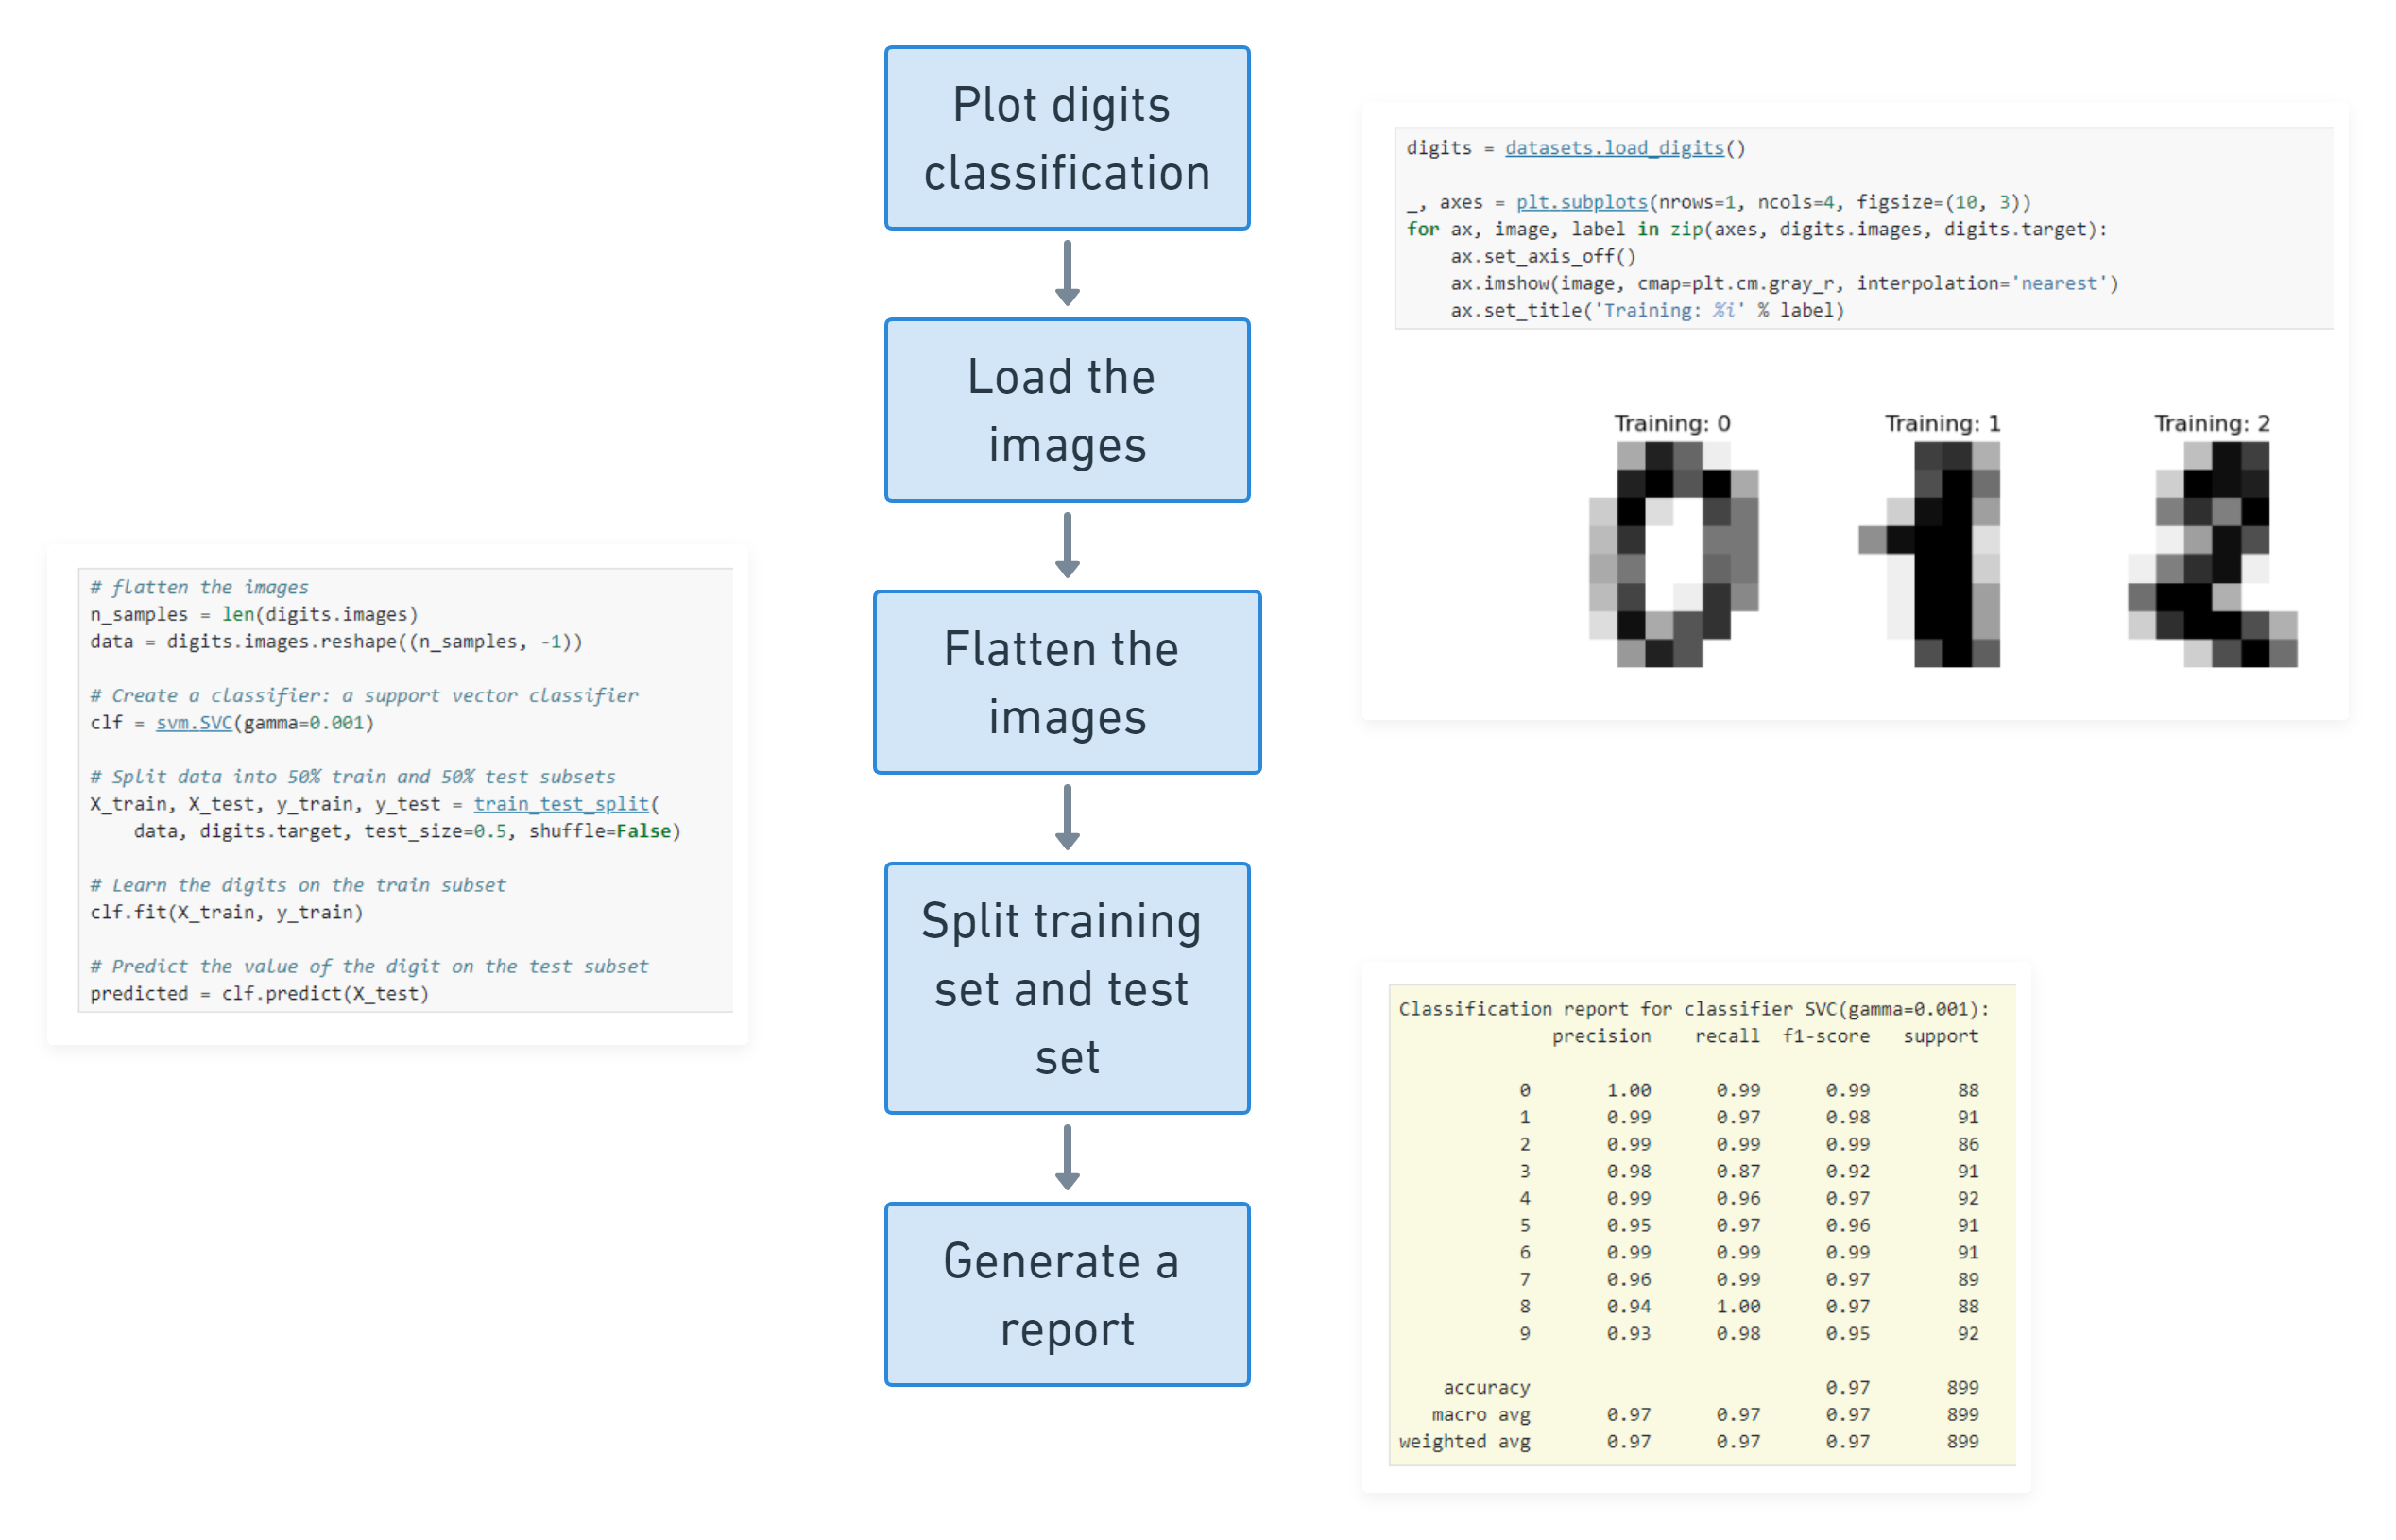 Plot digits
classification
Load the
images
Flatten the
images
Split training
set and test
set
Generate a
report
digits = datasets.load_digits()
_, axes = plt.subplots(nrows=1, ncols=4, figsize=(10, 3))
for ax, image, label in zip(axes, digits.images, digits.target):
    ax.set_axis_off()
    ax.imshow(image, cmap=plt.cm.gray_r, interpolation='nearest')
    ax.set_title('Training: %i' % label)
Training: 0 Training: 1 Training: 2
# flatten the images
n_samples = len(digits.images)
data = digits.images.reshape((n_samples, -1))
# Create a classifier: a support vector classifier
clf = svm.SVC(gamma=0.001)
# Split data into 50% train and 50% test subsets
X_train, X_test, y_train, y_test = train_test_split(
    data, digits.target, test_size=0.5, shuffle=False)
# Learn the digits on the train subset
clf.fit(X_train, y_train)
# Predict the value of the digit on the test subset
predicted = clf.predict(X_test)
Classification report for classifier SVC(gamma=0.001):
precision recall f1-score support
0 1.00 0.99 0.99 88
1 0.99 0.97 0.98 91
2 0.99 0.99 0.99 86
3 0.98 0.87 0.92 91
4 0.99 0.96 0.97 92
5 0.95 0.97 0.96 91
6 0.99 0.99 0.99 91
7 0.96 0.99 0.97 89
8 0.94 1.00 0.97 88
9 0.93 0.98 0.95 92
accuracy 0.97 899
macro avg 0.97 0.97 0.97 899
weighted avg 0.97 0.97 0.97 899